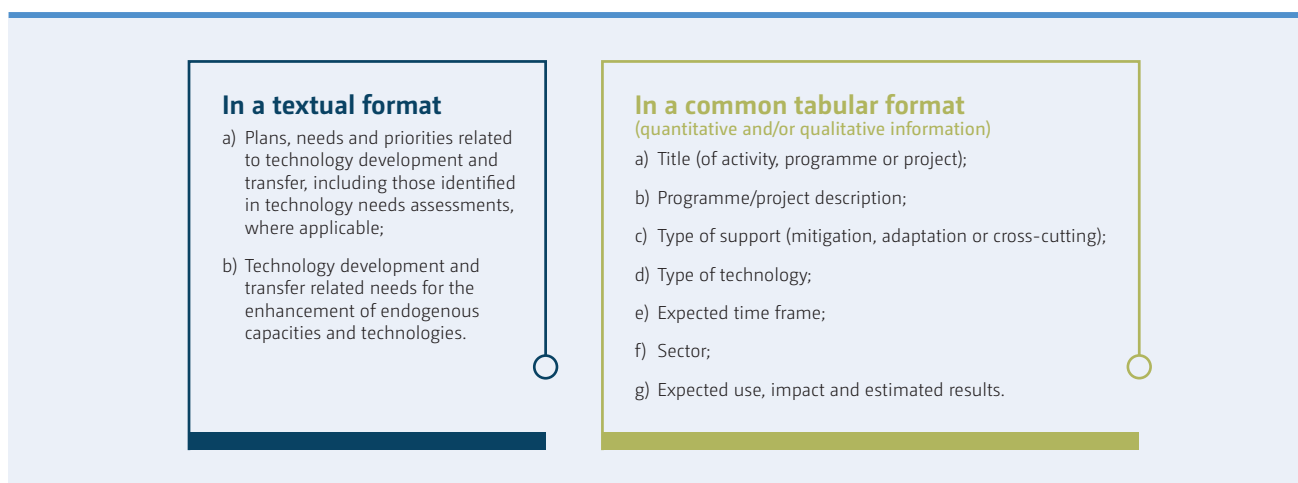 In a textual format
a) Plans, needs and priorities related
to technology development and
transfer, including those identified
in technology needs assessments,
where applicable;
b) Technology development and
transfer related needs for the
enhancement of endogenous
capacities and technologies.
In a common tabular format
(quantitative and/or qualitative information)
a) Title (of activity, programme or project);
b) Programme/project description;
c) Type of support (mitigation, adaptation or cross-cutting);
d) Type of technology;
e) Expected time frame;
f) Sector;
g) Expected use, impact and estimated results.